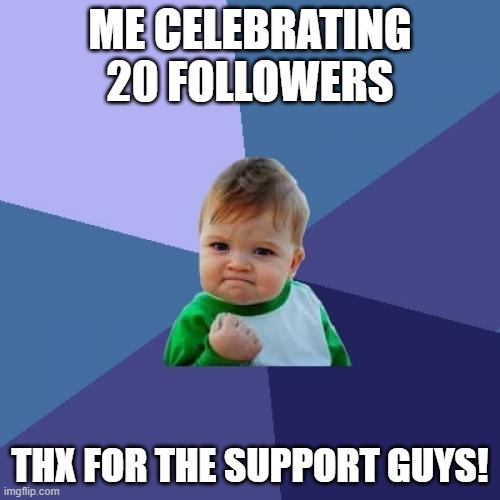 ME CELEBRATING
20 FOLLOWERS
THX FOR THE SUPPORT GUYS!
imgflip.com